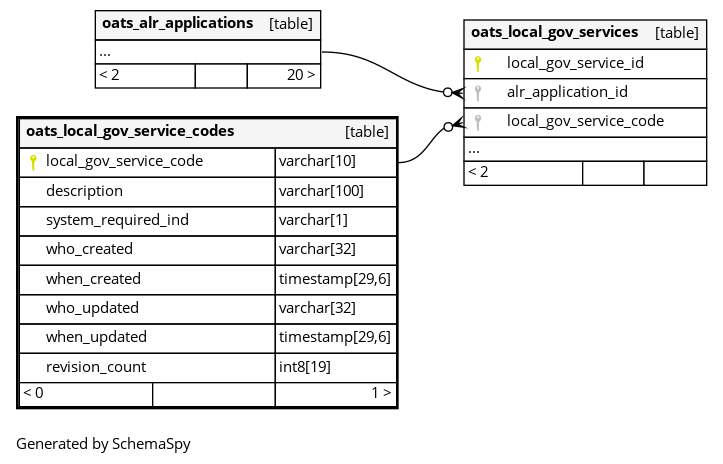 oats_alr_applications [table]
...
< 2 20 >
oats_local_gov_services [table]
local_gov_service_id
alr_application_id
local_gov_service_code
...
< 2
oats_local_gov_service_codes [table]
local_gov_service_code varchar[10]
description varchar[100]
system_required_ind varchar[1]
who_created varchar[32]
when_created timestamp[29,6]
who_updated varchar[32]
when_updated timestamp[29,6]
revision_count int8[19]
< 0 1 >
Generated by SchemaSpy